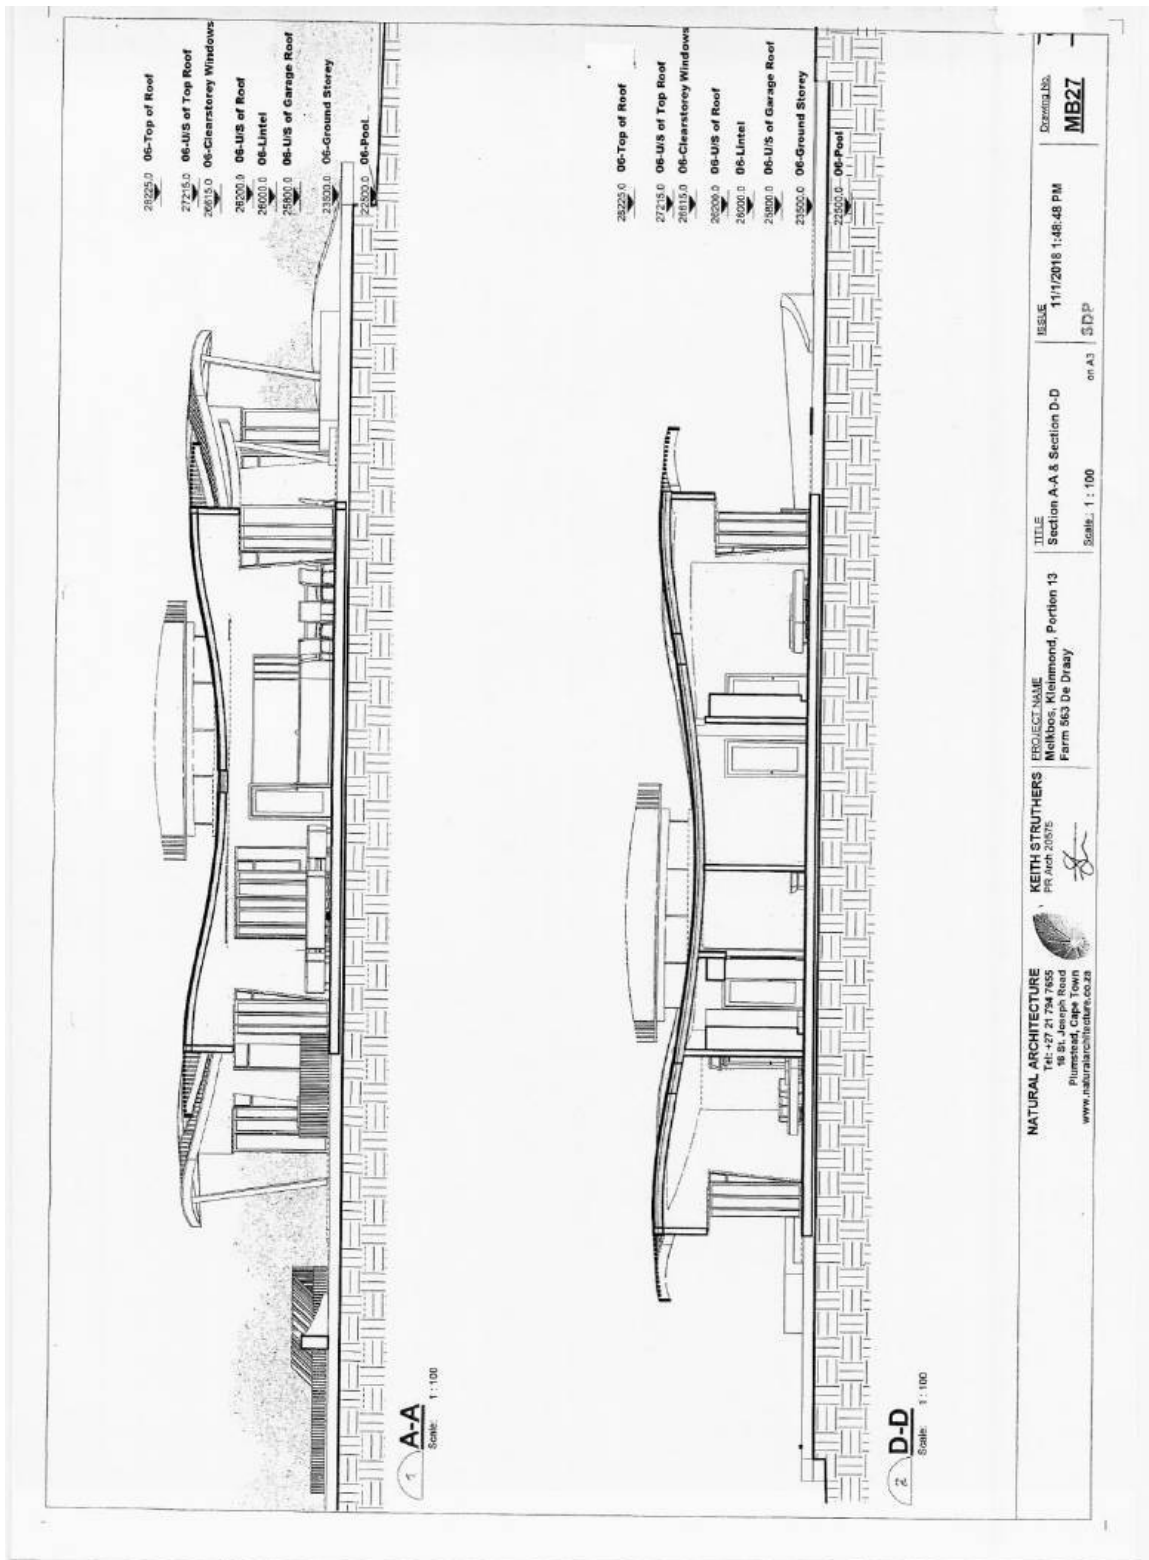 28225.0 06-Top of Roof
27215.0 06-U/S of Top Roof
26615.0 06-Clearstorey Windows
26200.0 06-U/S of Roof
26000.0 06-Lintel
25800.0 06-U/S of Garage Roof
23500.0 06-Ground Storey
22500.0 06-Pool
1
A-A
Scale: 1:100
28225.0 06-Top of Roof
27215.0 06-U/S of Top Roof
26615.0 06-Clearstorey Windows
26200.0 06-U/S of Roof
26000.0 06-Lintel
25800.0 06-U/S of Garage Roof
23500.0 06-Ground Storey
22500.0 06-Pool
2
D-D
Scale: 1:100
NATURAL ARCHITECTURE
Tel: +27 21 794 7655
16 St. Joseph Road
Plumstead, Cape Town
www.naturalarchitecture.co.za
KEITH STRUTHERS
PR Arch 20575
PROJECT NAME
Melkbos, Kleinmond, Portion 13
Farm 563 De Draay
TITLE
Section A-A & Section D-D
Scale: 1 : 100 on A3
ISSUE
11/1/2018 1:48:48 PM
SDP
Drawing No.
MB27